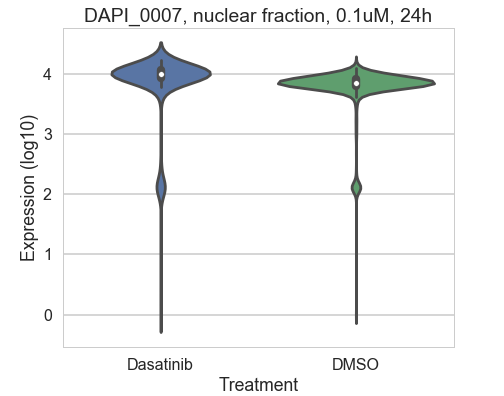 DAPI_0007, nuclear fraction, 0.1uM, 24h
Expression (log10)
4
3
2
1
0
Dasatinib DMSO
Treatment